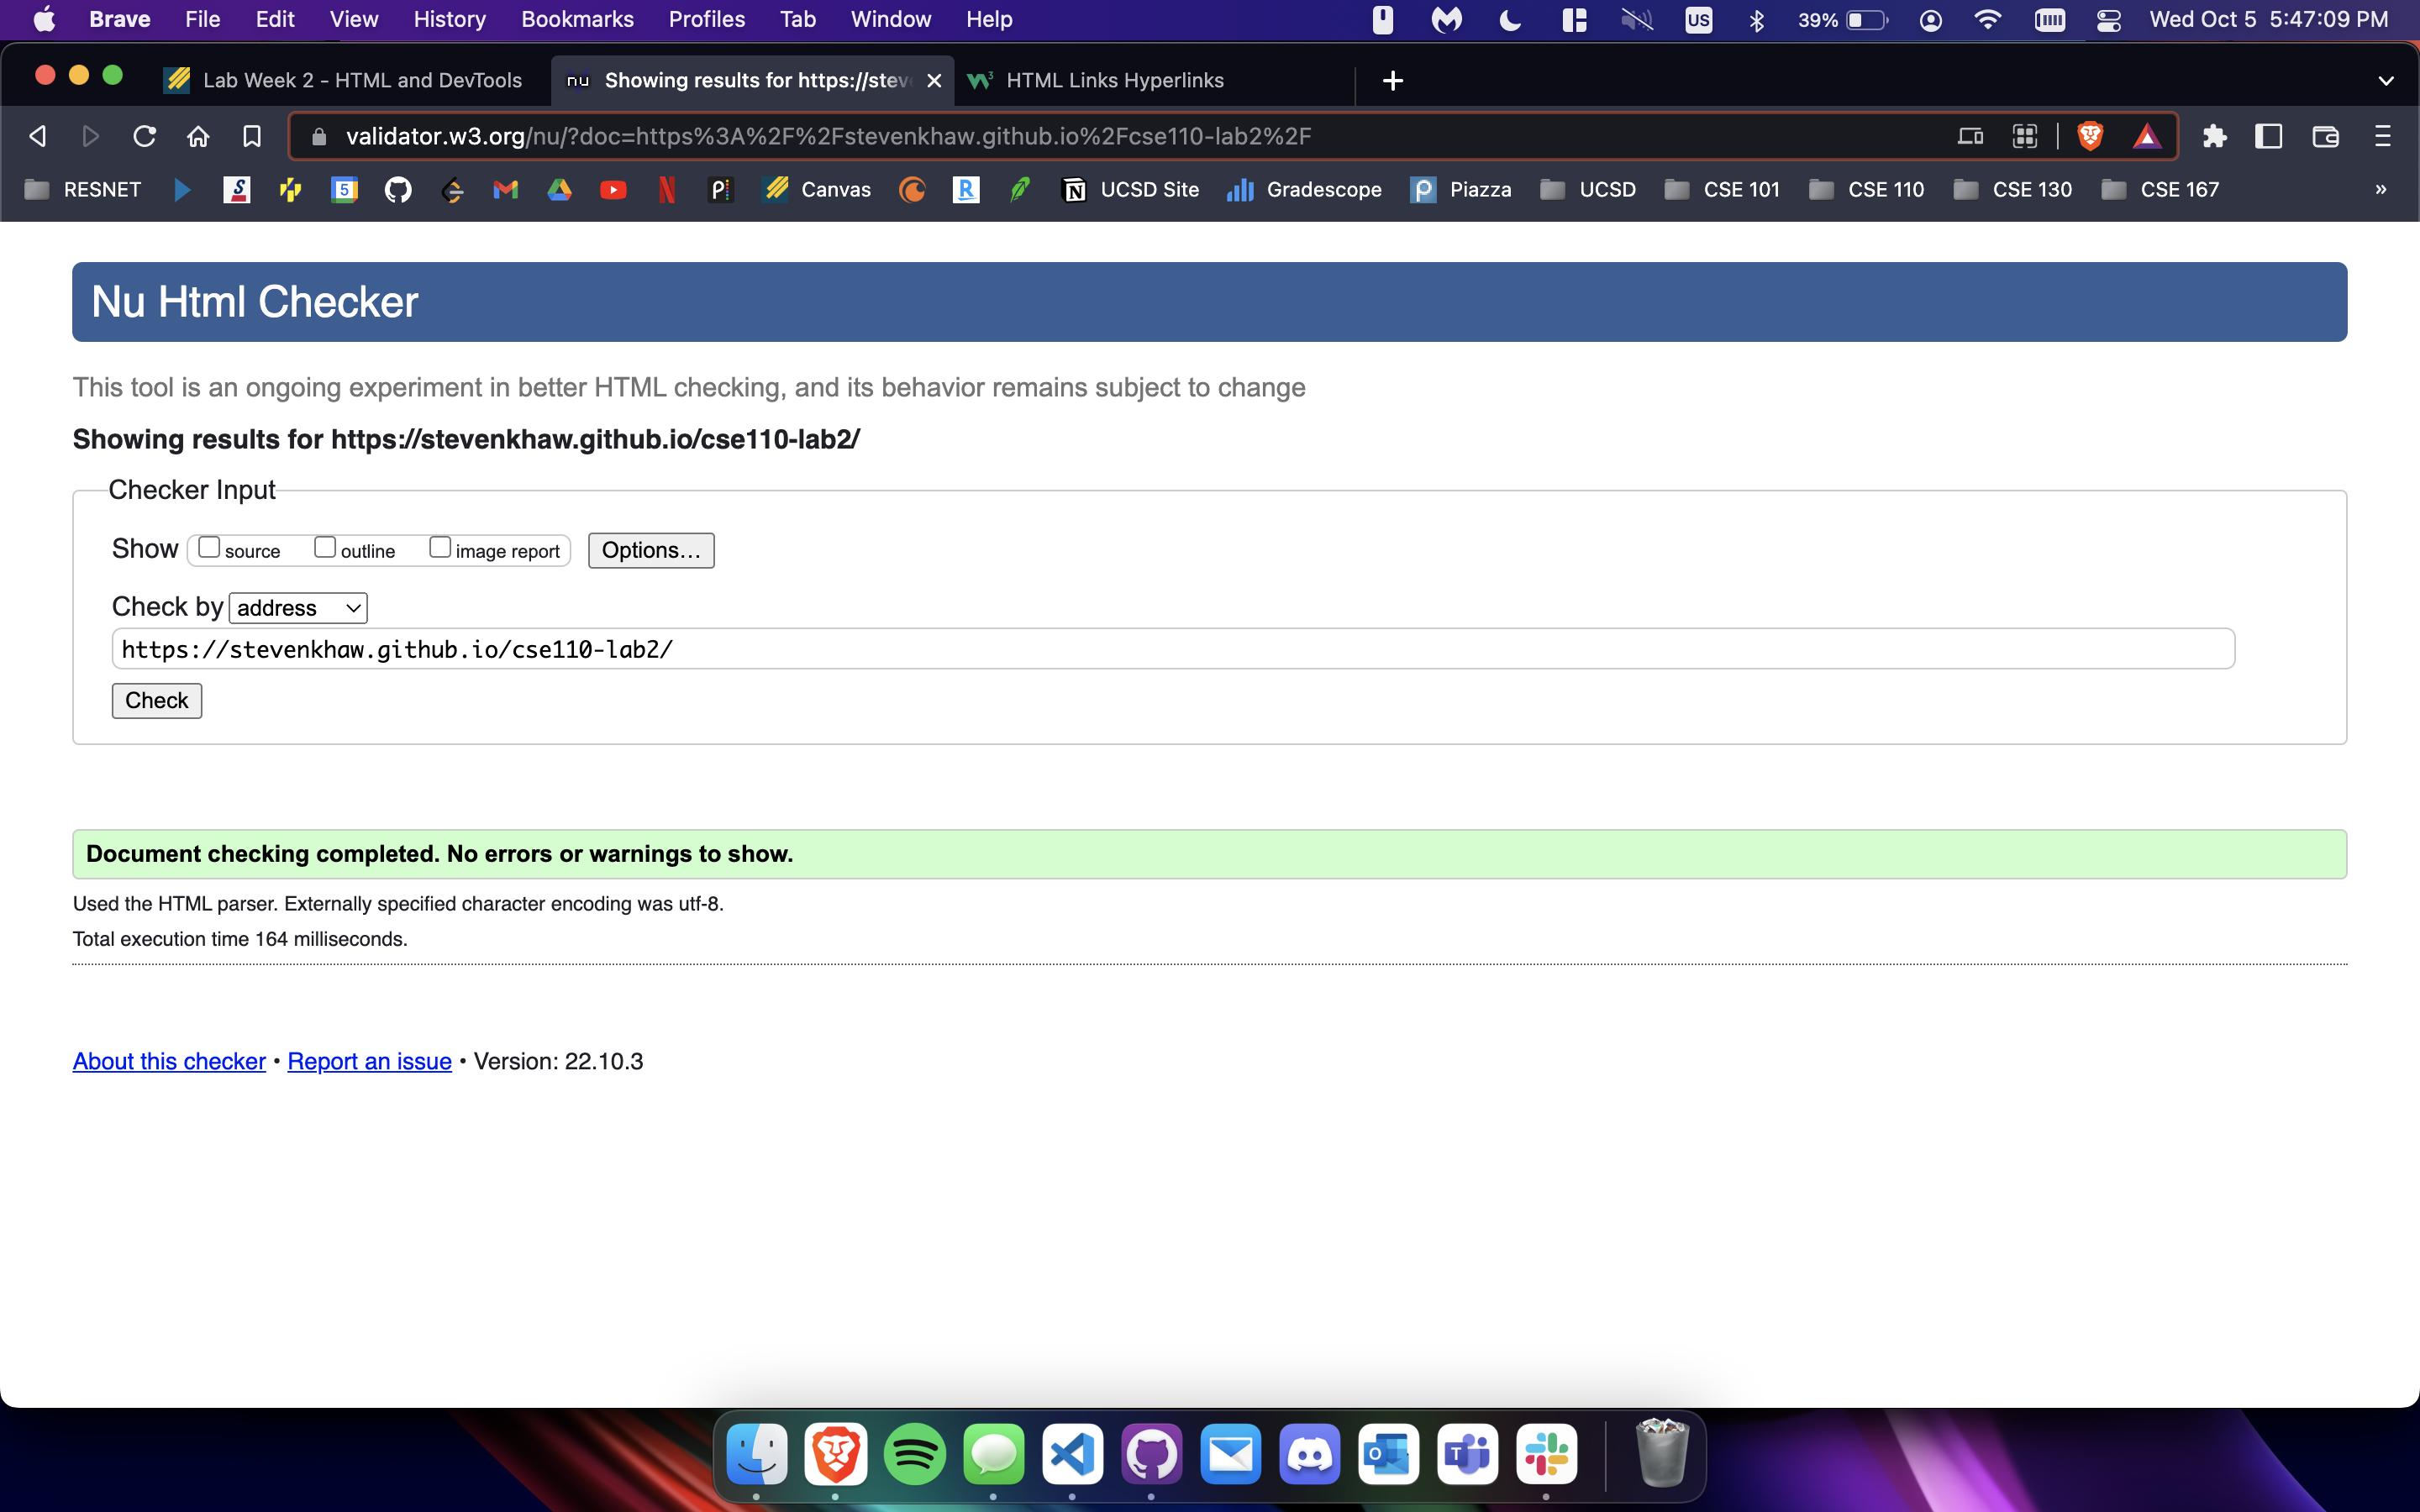 Brave File Edit View History Bookmarks Profiles Tab Window Help US 39% Wed Oct 5 5:47:09 PM
Lab Week 2 - HTML and DevTools nu Showing results for https://stev HTML Links Hyperlinks
validator.w3.org/nu/?doc=https%3A%2F%2Fstevenkhaw.github.io%2Fcse110-lab2%2F
RESNET Canvas UCSD Site Gradescope Piazza UCSD CSE 101 CSE 110 CSE 130 CSE 167 »
Nu Html Checker
This tool is an ongoing experiment in better HTML checking, and its behavior remains subject to change
Showing results for https://stevenkhaw.github.io/cse110-lab2/
Checker Input
Show source outline image report Options...
Check by address
https://stevenkhaw.github.io/cse110-lab2/
Check
Document checking completed. No errors or warnings to show.
Used the HTML parser. Externally specified character encoding was utf-8.
Total execution time 164 milliseconds.
About this checker • Report an issue • Version: 22.10.3